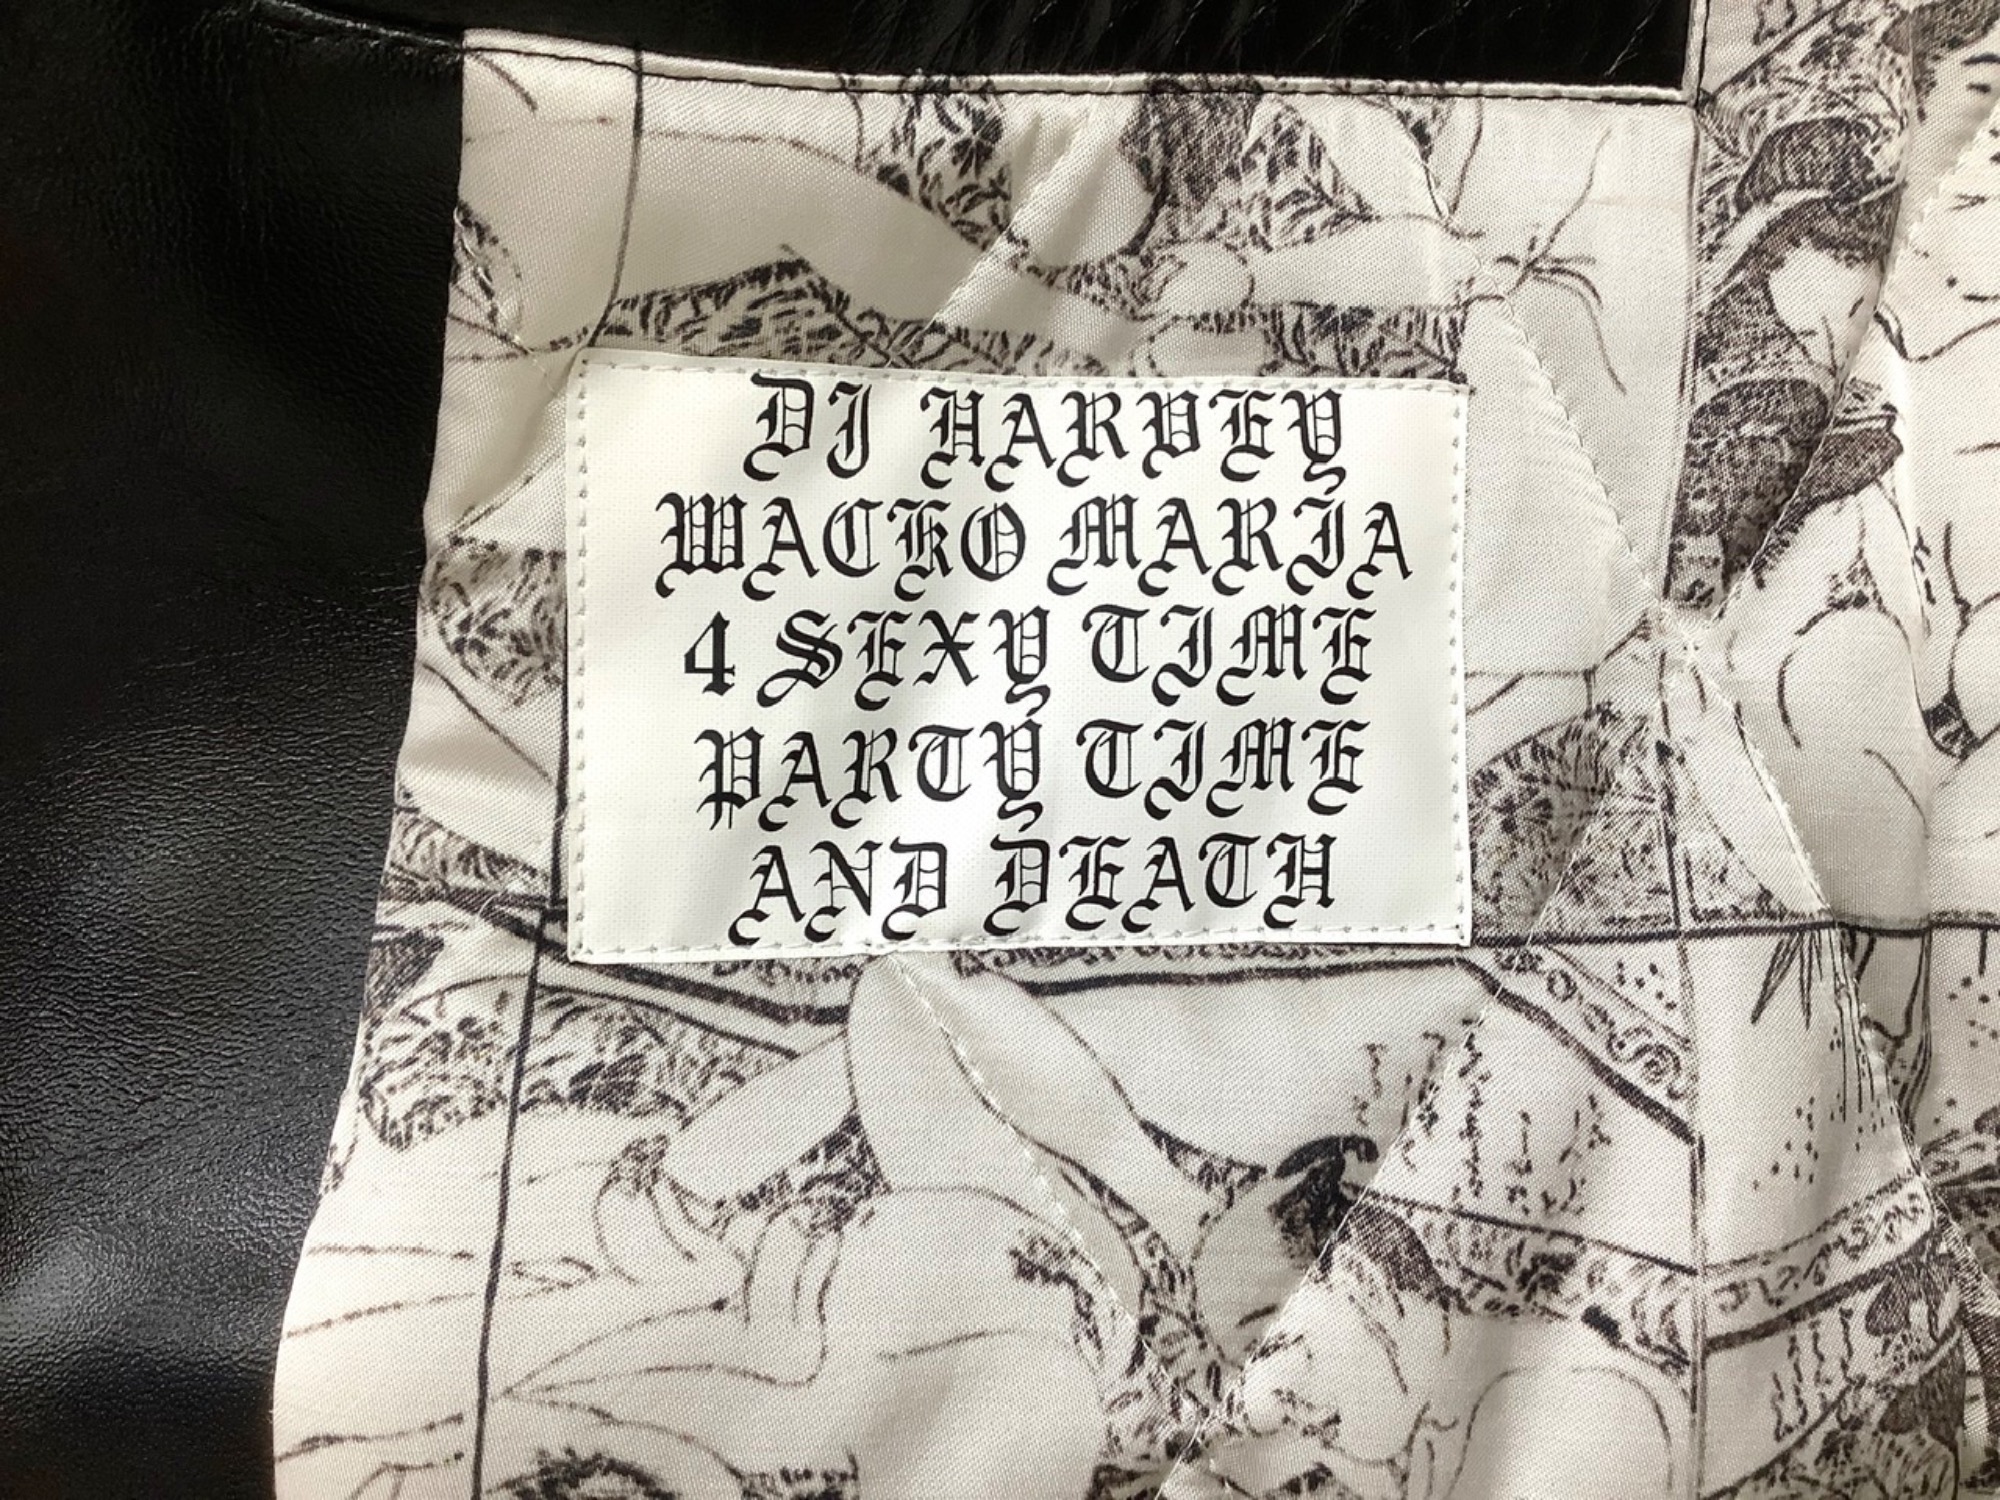 DJ HARVEY
WACKO MARIA
4 SEXY TIME
PARTY TIME
AND DEATH